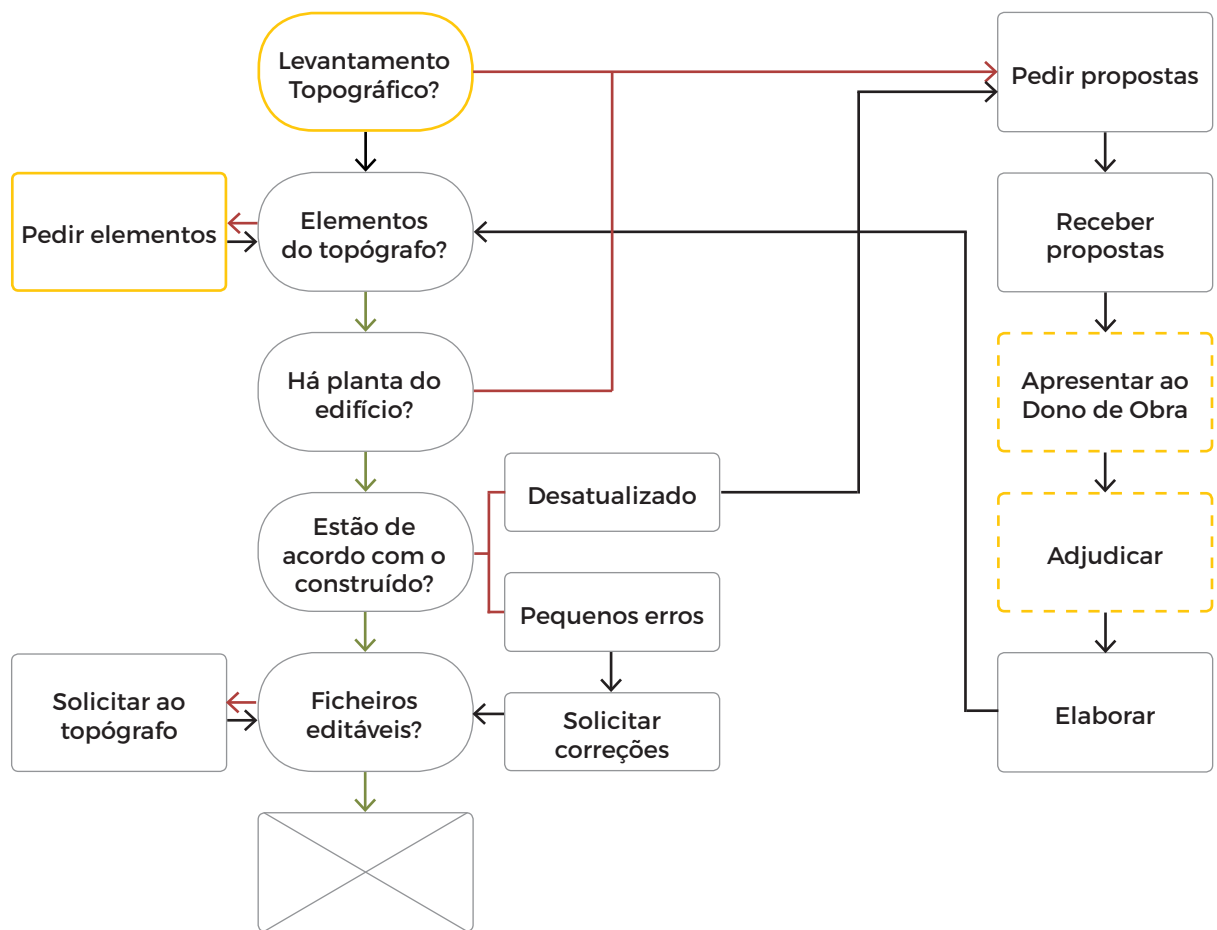 Levantamento
Topográfico?
Pedir propostas
Pedir elementos
Elementos
do topógrafo?
Receber
propostas
Há planta do
edifício?
Apresentar ao
Dono de Obra
Estão de
acordo com o
construído?
Desatualizado
Adjudicar
Pequenos erros
Solicitar ao
topógrafo
Ficheiros
editáveis?
Solicitar
correções
Elaborar